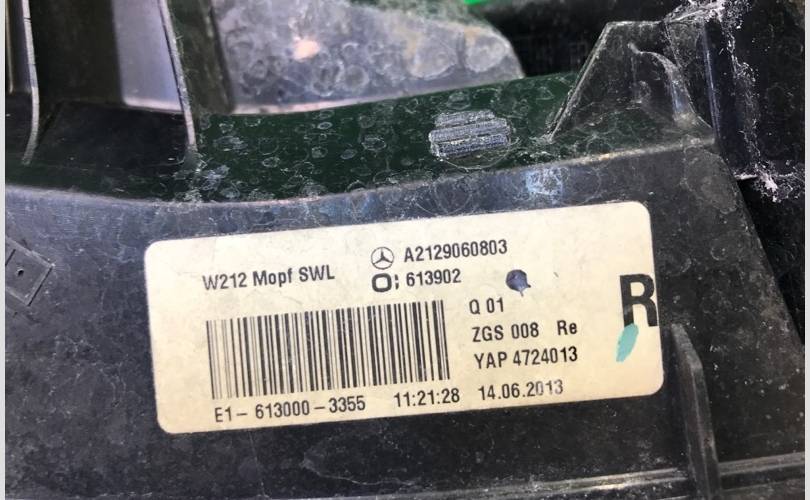 W212 Mopf SWL
A2129060803
613902
Q 01
ZGS 008 Re
YAP 4724013
R
E1-613000-3355 11:21:28 14.06.2013